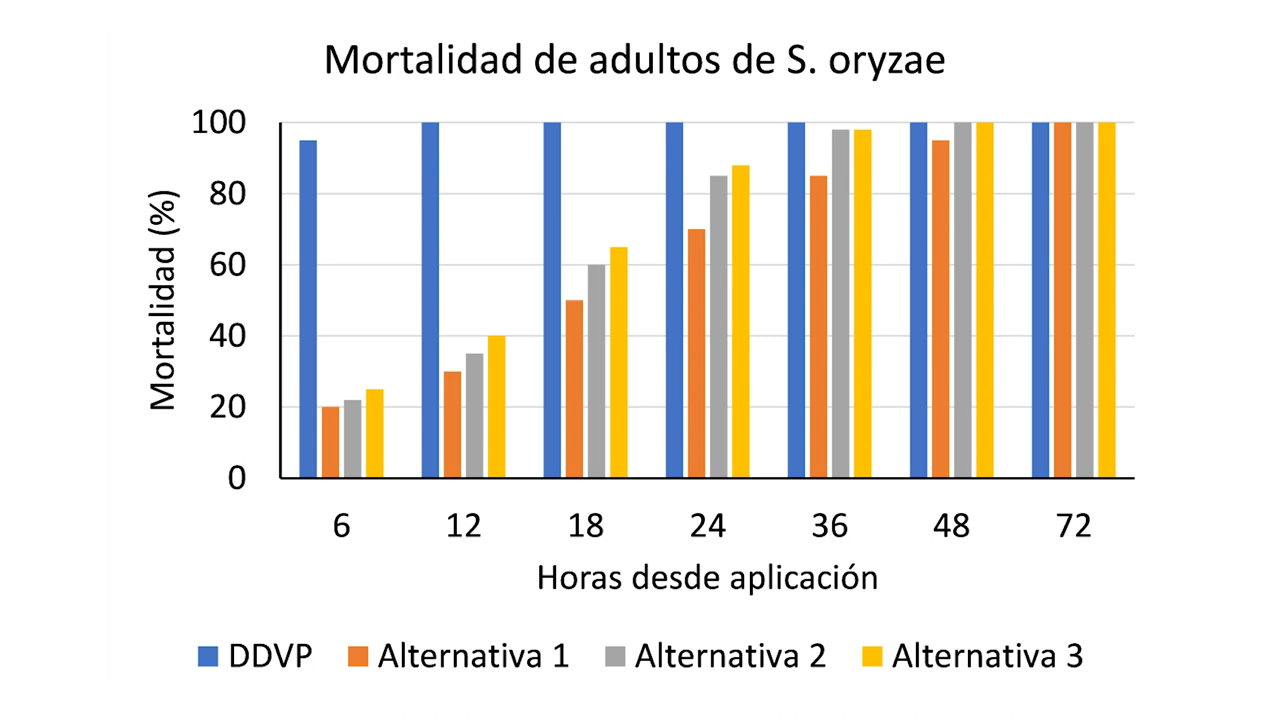 Mortalidad de adultos de S. oryzae
Mortalidad (%)
100
80
60
40
20
0
6 12 18 24 36 48 72
Horas desde aplicación
DDVP Alternativa 1 Alternativa 2 Alternativa 3